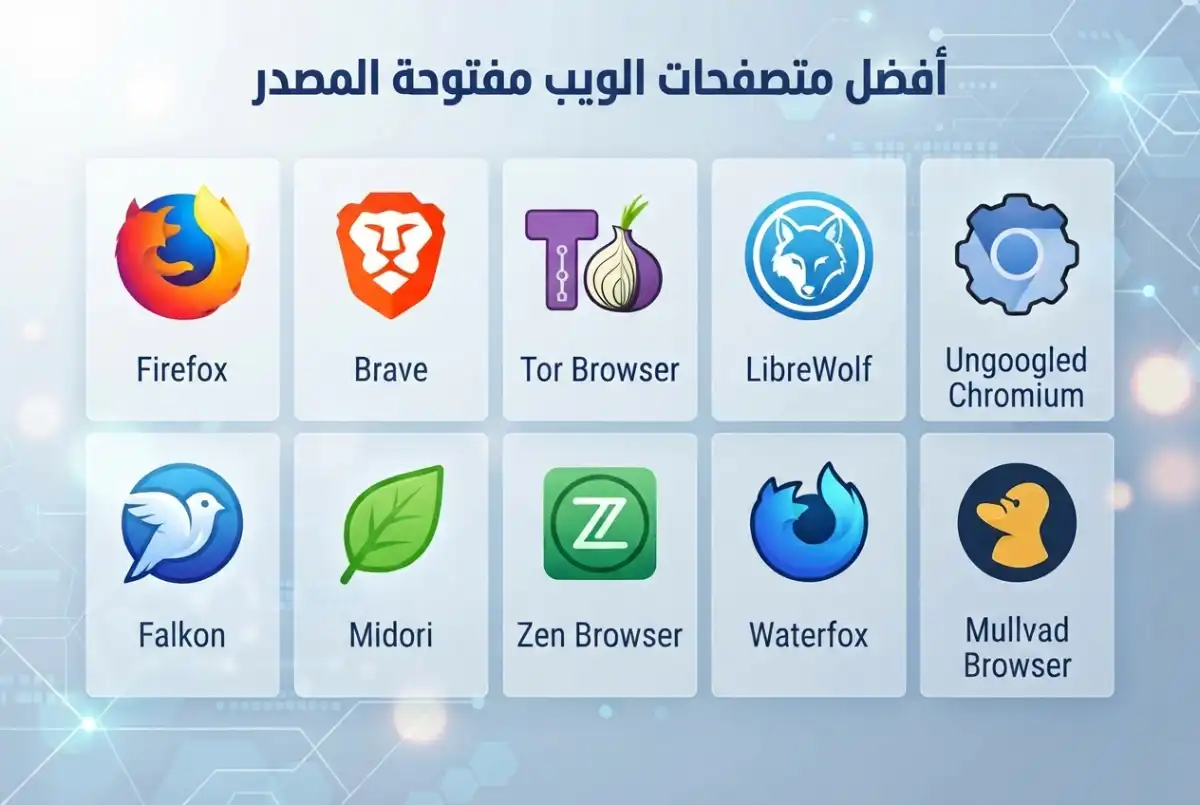 أفضل متصفحات الويب مفتوحة المصدر
Firefox
Brave
Tor Browser
LibreWolf
Ungoogled
Chromium
Falkon
Midori
Zen Browser
Waterfox
Mullvad
Browser